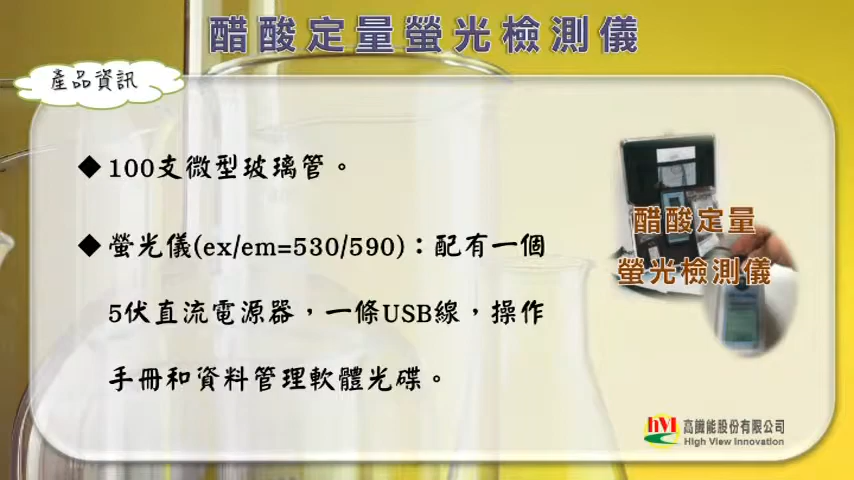 醋酸定量螢光檢測儀
產品資訊
◆ 100支微型玻璃管。
◆ 螢光儀(ex/em=530/590)：配有一個
5伏直流電源器，一條USB線，操作
手冊和資料管理軟體光碟。
醋酸定量
螢光檢測儀
hVI
高譤能股份有限公司
High View Innovation